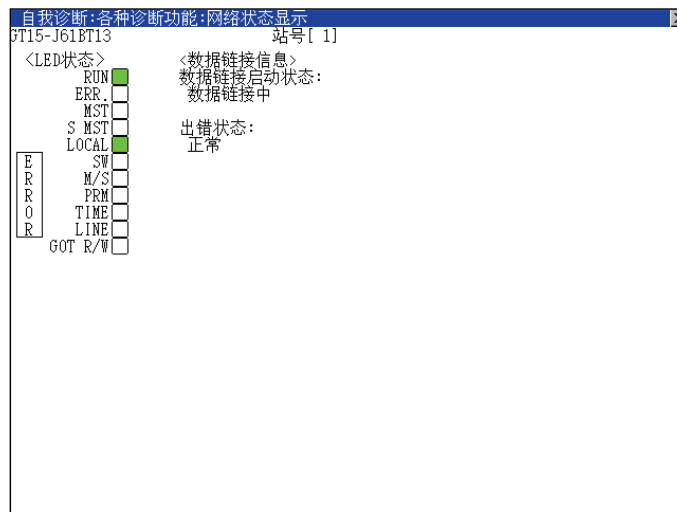 自我诊断:各种诊断功能:网络状态显示
GT15-J61BT13 站号[ 1]
<LED状态> <数据链接信息>
RUN 数据链接启动状态:
ERR. 数据链接中
MST
S MST 出错状态:
LOCAL 正常
E SW
R M/S
R PRM
O TIME
R LINE
GOT R/W